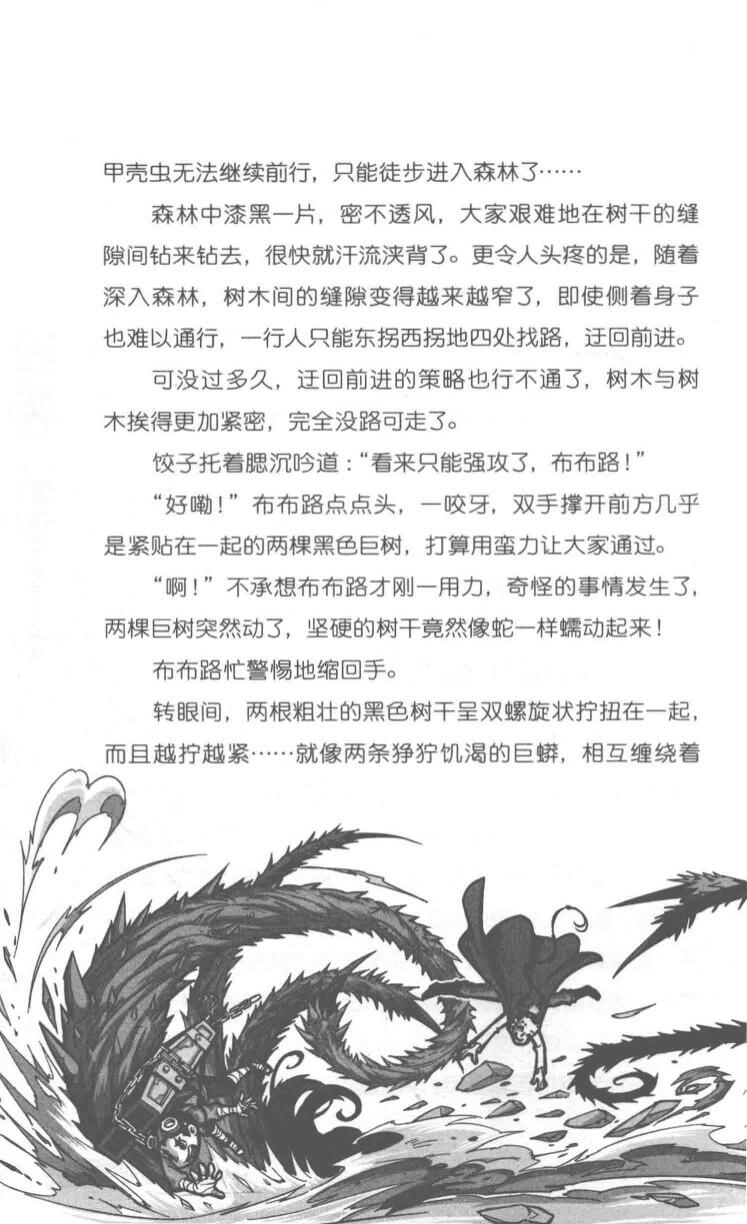 甲壳虫无法继续前行，只能徒步进入森林了……
森林中漆黑一片，密不透风，大家艰难地在树干的缝
隙间钻来钻去，很快就汗流浃背了。更令人头疼的是，随着
深入森林，树木间的缝隙变得越来越窄了，即使侧着身子
也难以通行，一行人只能东拐西拐地四处找路，迂回前进。
可没过多久，迂回前进的策略也行不通了，树木与树
木挨得更加紧密，完全没路可走了。
饺子托着腮沉吟道：“看来只能强攻了，布布路！”
“好嘞！”布布路点点头，一咬牙，双手撑开前方几乎
是紧贴在一起的两棵黑色巨树，打算用蛮力让大家通过。
“啊！”不承想布布路才刚一用力，奇怪的事情发生了，
两棵巨树突然动了，坚硬的树干竟然像蛇一样蠕动起来！
布布路忙警惕地缩回手。
转眼间，两根粗壮的黑色树干呈双螺旋状拧扭在一起，
而且越拧越紧……就像两条狰狞饥渴的巨蟒，相互缠绕着